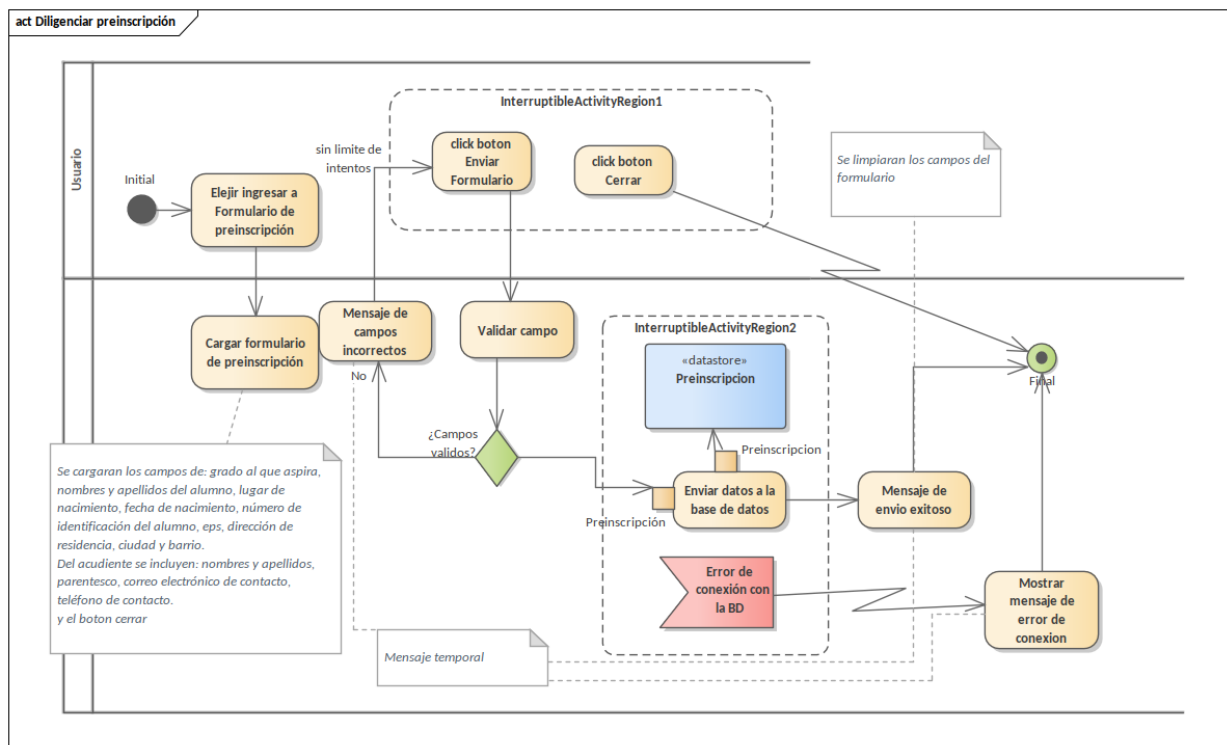 act Diligenciar preinscripción
Usuario
InterruptibleActivityRegion1
sin limite de
intentos
click boton
Enviar
Formulario
click boton
Cerrar
Se limpiaran los campos del
formulario
Initial
Elejir ingresar a
Formulario de
preinscripción
Cargar formulario
de preinscripción
Mensaje de
campos
incorrectos
No
Validar campo
¿Campos
validos?
InterruptibleActivityRegion2
«datastore»
Preinscripcion
Preinscripcion
Enviar datos a la
base de datos
Preinscripción
Mensaje de
envio exitoso
Final
Error de
conexión con
la BD
Mostrar
mensaje de
error de
conexion
Se cargaran los campos de: grado al que aspira,
nombres y apellidos del alumno, lugar de
nacimiento, fecha de nacimiento, número de
identificación del alumno, eps, dirección de
residencia, ciudad y barrio.
Del acudiente se incluyen: nombres y apellidos,
parentesco, correo electrónico de contacto,
teléfono de contacto.
y el boton cerrar
Mensaje temporal